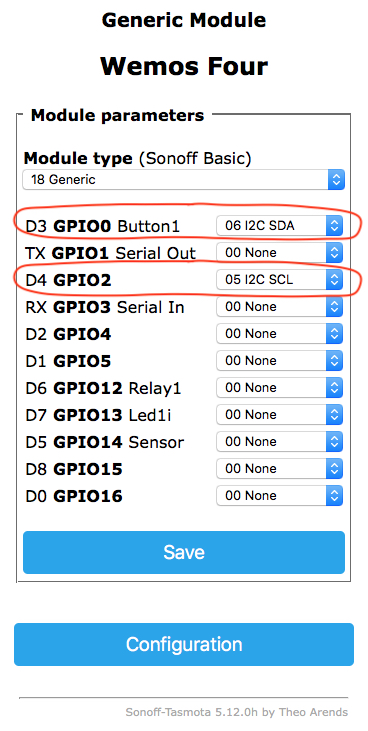 Generic Module
Wemos Four
Module parameters
Module type (Sonoff Basic)
18 Generic
D3 GPIO0 Button1 06 I2C SDA
TX GPIO1 Serial Out 00 None
D4 GPIO2 05 I2C SCL
RX GPIO3 Serial In 00 None
D2 GPIO4 00 None
D1 GPIO5 00 None
D6 GPIO12 Relay1 00 None
D7 GPIO13 Led1i 00 None
D5 GPIO14 Sensor 00 None
D8 GPIO15 00 None
D0 GPIO16 00 None
Save
Configuration
Sonoff-Tasmota 5.12.0h by Theo Arends